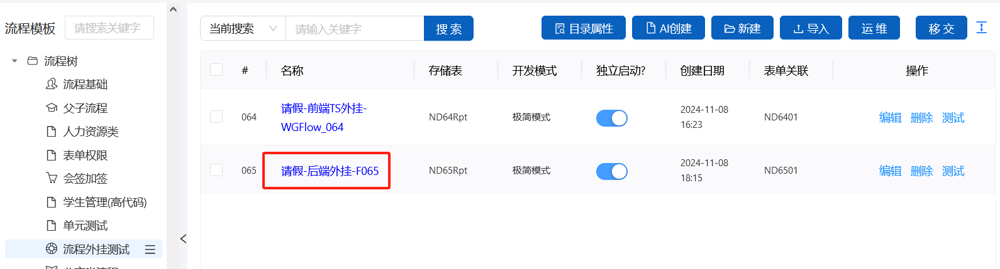 流程模板 请搜索关键字
流程树
流程基础
父子流程
人力资源类
表单权限
会签加签
学生管理(高代码)
单元测试
流程外挂测试
当前搜索 请输入关键字 搜 索 目录属性 AI创建 新建 导入 运 维 移 交
# 名称 存储表 开发模式 独立启动? 创建日期 表单关联 操作
064 请假-前端TS外挂-
WGFlow_064 ND64Rpt 极简模式 2024-11-08
16:23 ND6401 编辑 删除 测试
065 请假-后端外挂-F065 ND65Rpt 极简模式 2024-11-08
18:15 ND6501 编辑 删除 测试